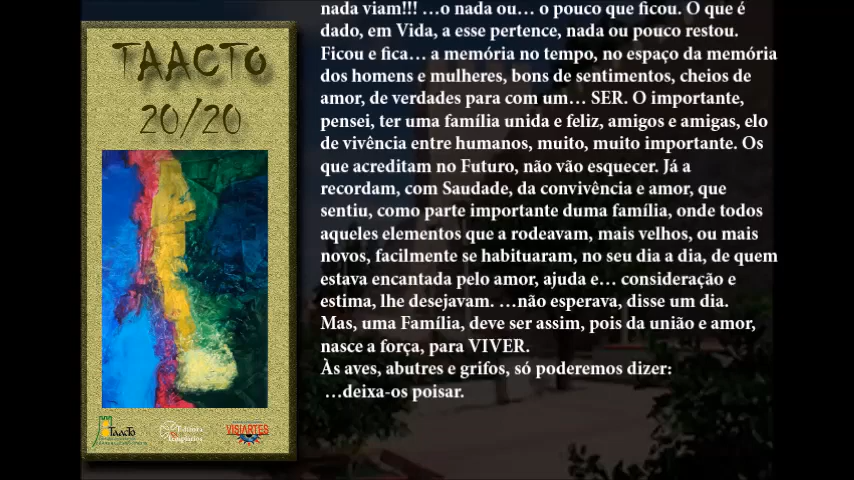 TAACTO
20/20
Taacto
VISIARTES
nada viam!!! …o nada ou… o pouco que ficou. O que é
dado, em Vida, a esse pertence, nada ou pouco restou.
Ficou e fica… a memória no tempo, no espaço da memória
dos homens e mulheres, bons de sentimentos, cheios de
amor, de verdades para com um… SER. O importante,
pensei, ter uma família unida e feliz, amigos e amigas, elo
de vivência entre humanos, muito, muito importante. Os
que acreditam no Futuro, não vão esquecer. Já a
recordam, com Saudade, da convivência e amor, que
sentiu, como parte importante duma família, onde todos
aqueles elementos que a rodeavam, mais velhos, ou mais
novos, facilmente se habituaram, no seu dia a dia, de quem
estava encantada pelo amor, ajuda e… consideração e
estima, lhe desejavam. …não esperava, disse um dia.
Mas, uma Família, deve ser assim, pois da união e amor,
nasce a força, para VIVER.
Às aves, abutres e grifos, só poderemos dizer:
…deixa-os poisar.